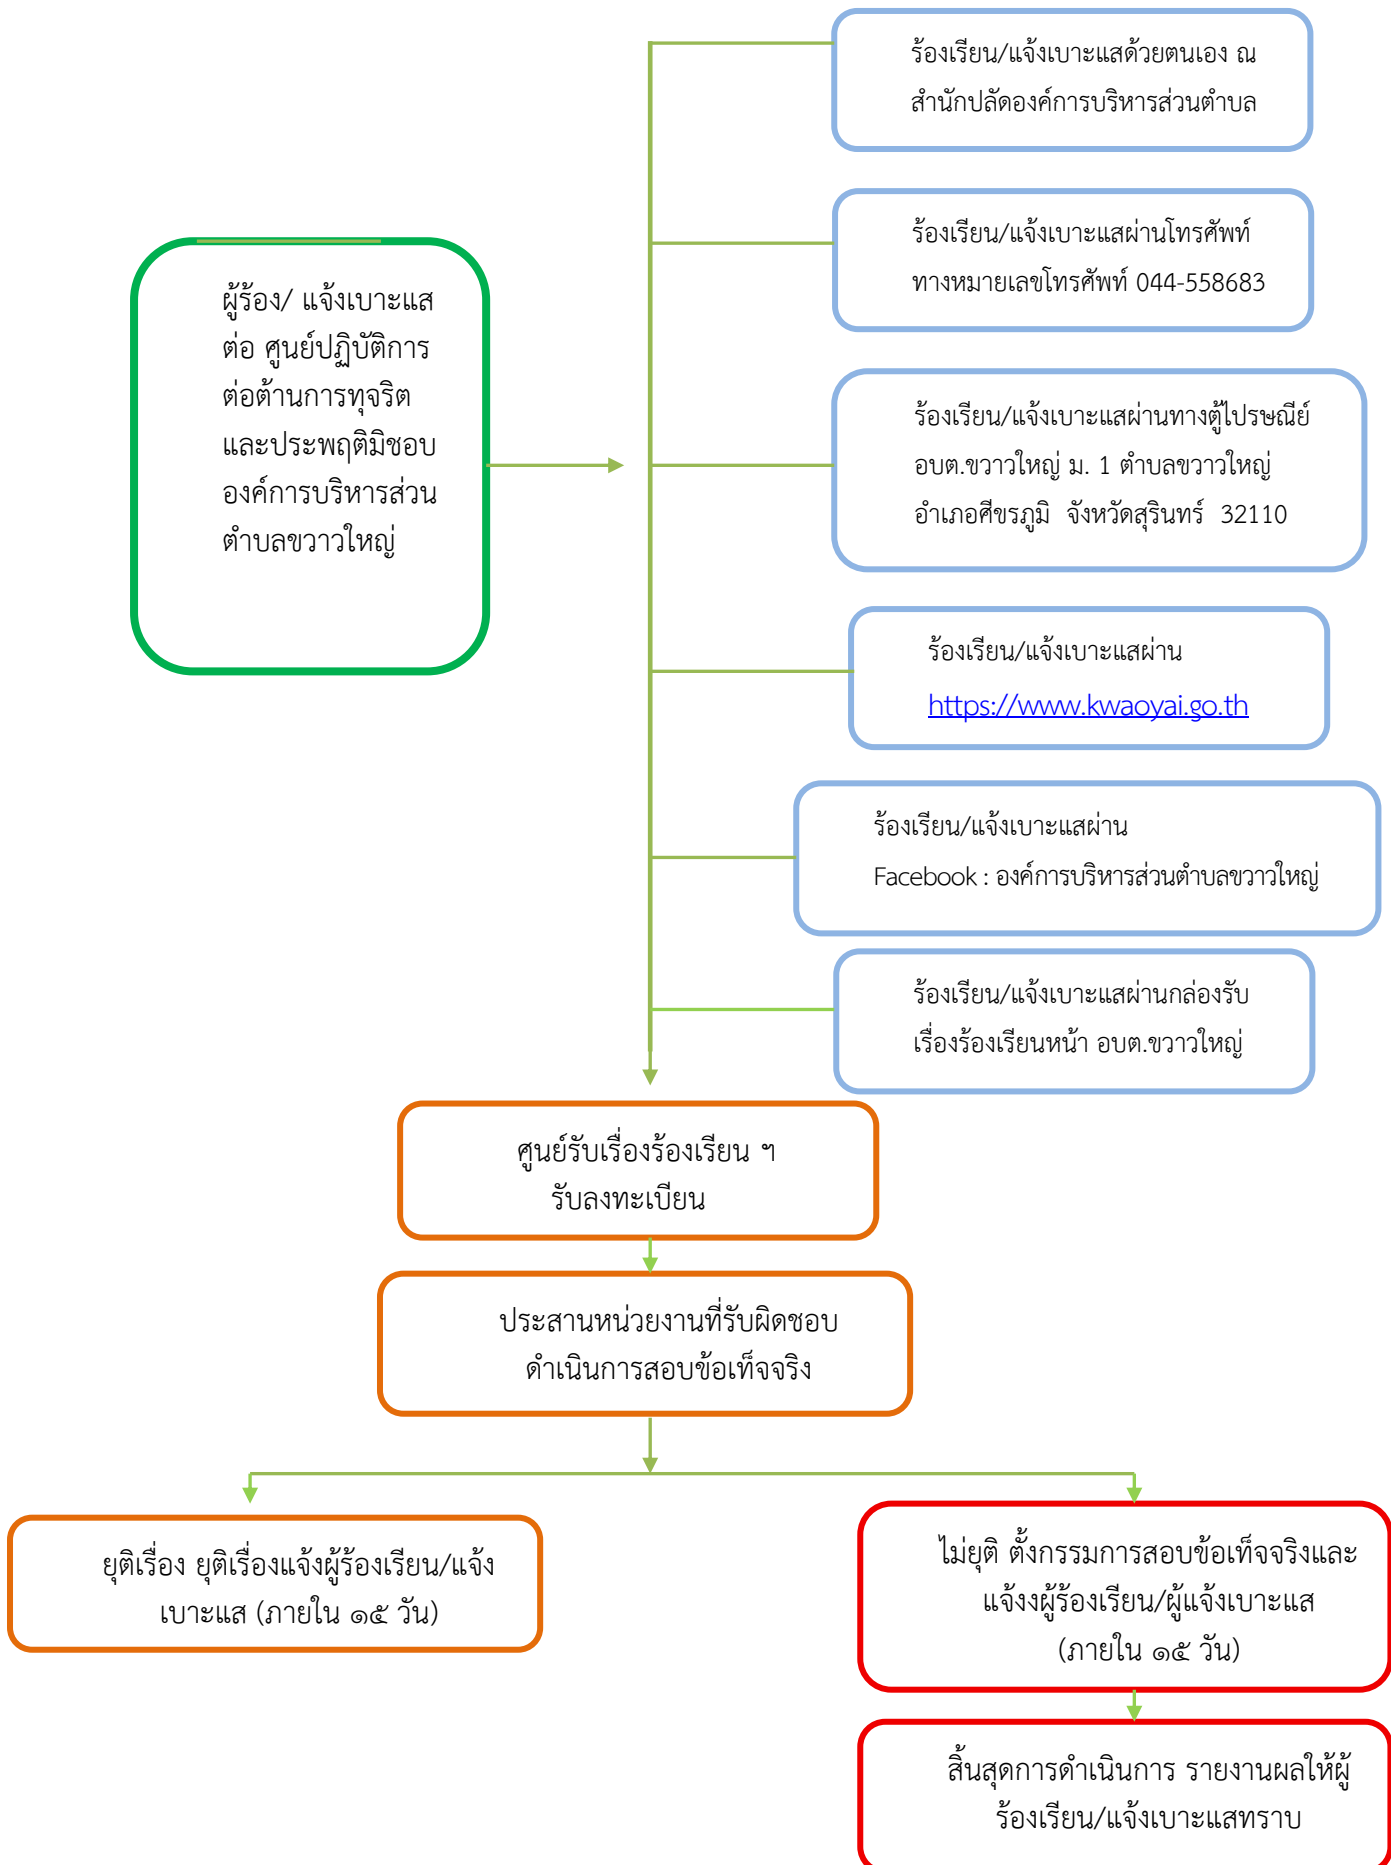 ร้องเรียน/แจ้งเบาะแสด้วยตนเอง ณ
สำนักปลัดองค์การบริหารส่วนตำบล
ร้องเรียน/แจ้งเบาะแสผ่านโทรศัพท์
ทางหมายเลขโทรศัพท์ 044-558683
ผู้ร้อง/ แจ้งเบาะแส
ต่อ ศูนย์ปฏิบัติการ
ต่อต้านการทุจริต
และประพฤติมิชอบ
องค์การบริหารส่วน
ตำบลขวาวใหญ่
ร้องเรียน/แจ้งเบาะแสผ่านทางตู้ไปรษณีย์
อบต.ขวาวใหญ่ ม. 1 ตำบลขวาวใหญ่
อำเภอศีขรภูมิ จังหวัดสุรินทร์ 32110
ร้องเรียน/แจ้งเบาะแสผ่าน
https://www.kwaoyai.go.th
ร้องเรียน/แจ้งเบาะแสผ่าน
Facebook : องค์การบริหารส่วนตำบลขวาวใหญ่
ร้องเรียน/แจ้งเบาะแสผ่านกล่องรับ
เรื่องร้องเรียนหน้า อบต.ขวาวใหญ่
ศูนย์รับเรื่องร้องเรียน ฯ
รับลงทะเบียน
ประสานหน่วยงานที่รับผิดชอบ
ดำเนินการสอบข้อเท็จจริง
ยุติเรื่อง ยุติเรื่องแจ้งผู้ร้องเรียน/แจ้ง
เบาะแส (ภายใน ๑๕ วัน)
ไม่ยุติ ตั้งกรรมการสอบข้อเท็จจริงและ
แจ้งงผู้ร้องเรียน/ผู้แจ้งเบาะแส
(ภายใน ๑๕ วัน)
สิ้นสุดการดำเนินการ รายงานผลให้ผู้
ร้องเรียน/แจ้งเบาะแสทราบ